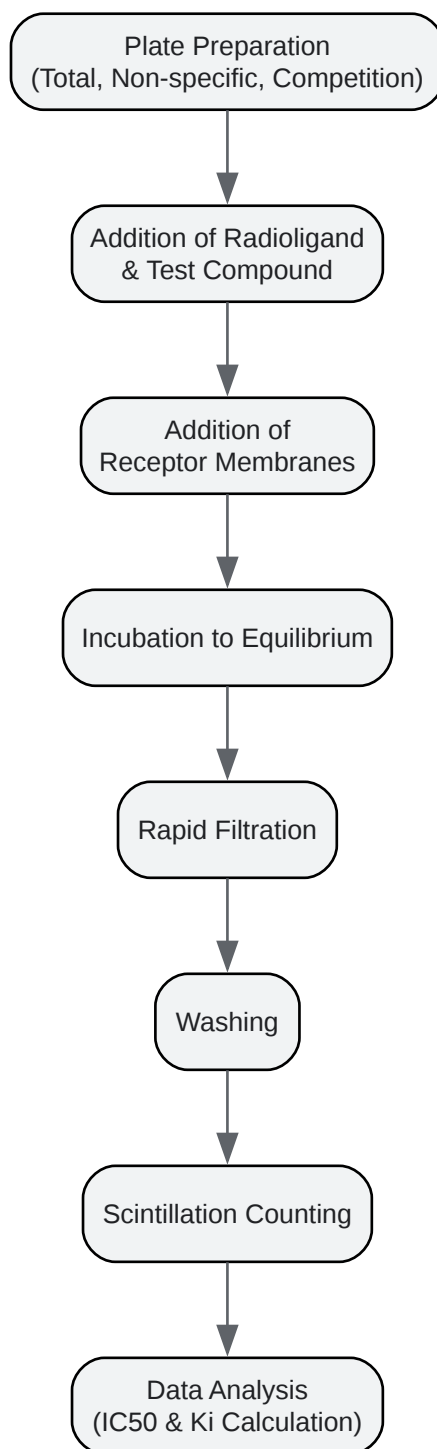 Plate Preparation
(Total, Non-specific, Competition)
Addition of Radioligand
& Test Compound
Addition of
Receptor Membranes
Incubation to Equilibrium
Rapid Filtration
Washing
Scintillation Counting
Data Analysis
(IC50 & Ki Calculation)